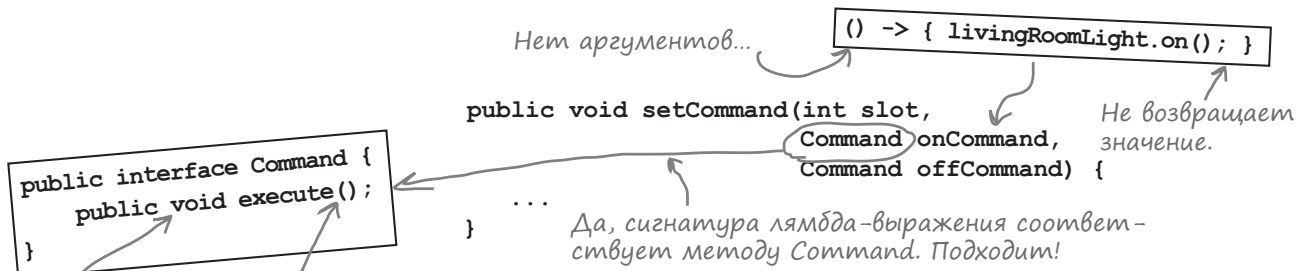 () -> { livingRoomLight.on(); }
Нет аргументов...
public void setCommand(int slot,
Command onCommand,
Command offCommand) {
...
}
Не возвращает
значение.
public interface Command {
public void execute();
}
Да, сигнатура лямбда-выражения соответ-
ствует методу Command. Подходит!